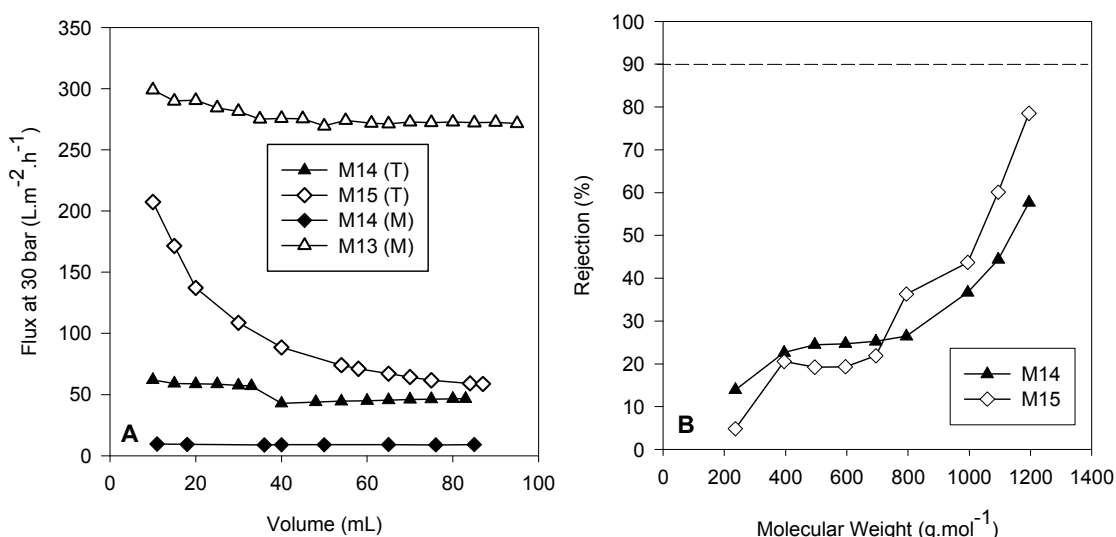 350
300
250
200
150
100
50
0
Flux at 30 bar (L.m⁻².h⁻¹)
M14 (T)
M15 (T)
M14 (M)
M13 (M)
A
0 20 40 60 80 100
Volume (mL)
100
90
80
70
60
50
40
30
20
10
0
Rejection (%)
M14
M15
B
0 200 400 600 800 1000 1200 1400
Molecular Weight (g.mol⁻¹)